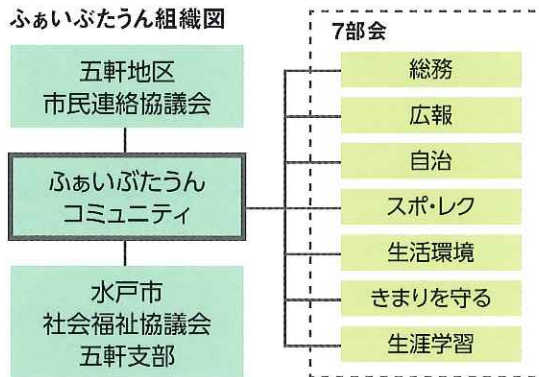 ふぁいぶたうん組織図
五軒地区
市民連絡協議会
ふぁいぶたうん
コミュニティ
水戸市
社会福祉協議会
五軒支部
7部会
総務
広報
自治
スポ・レク
生活環境
きまりを守る
生涯学習